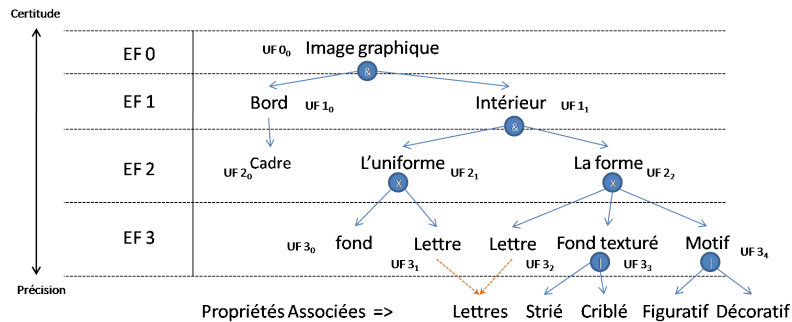 Certitude
EF 0 UF 0₀ Image graphique
&
EF 1 Bord UF 1₀ Intérieur UF 1₁
&
EF 2 UF 2₀ Cadre L'uniforme UF 2₁ La forme UF 2₂
X X
EF 3 UF 3₀ fond Lettre UF 3₁ Lettre UF 3₂ Fond texturé UF 3₃ Motif UF 3₄
| |
Précision
Propriétés Associées => Lettres Strié Criblé Figuratif Décoratif